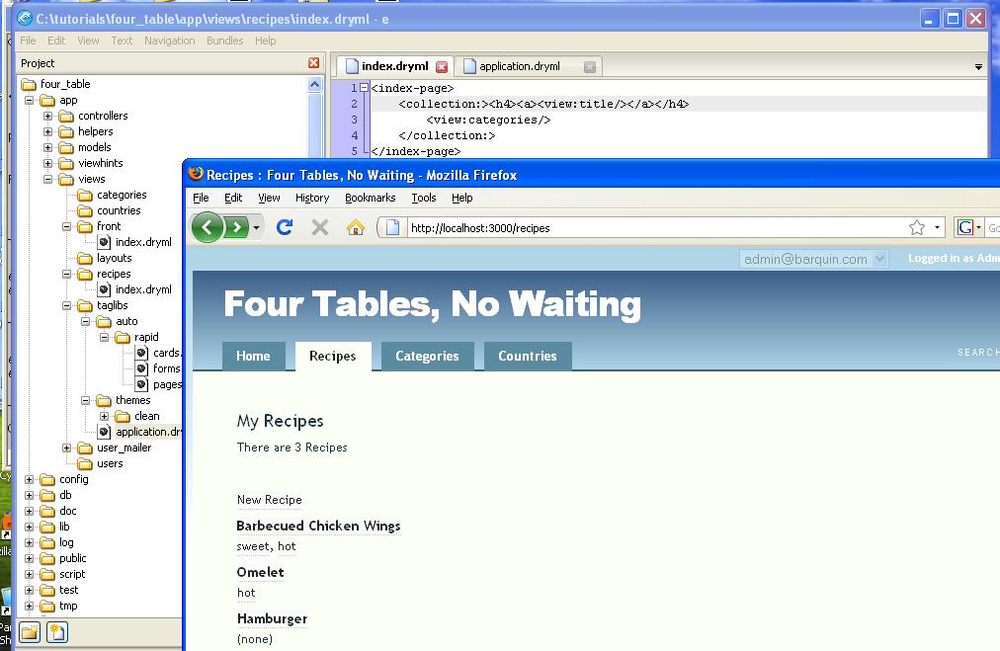 C:\tutorials\four_table\app\views\recipes\index.dryml - e
File Edit View Text Navigation Bundles Help
Project
four_table
app
controllers
helpers
models
viewhints
views
categories
countries
front
index.dryml
layouts
recipes
index.dryml
taglibs
auto
rapid
cards.
forms
pages
themes
clean
application.dr
user_mailer
users
config
db
doc
lib
log
public
script
test
tmp
index.dryml application.dryml
1 <index-page>
2 <collection:><h4><a><view:title/></a></h4>
3 <view:categories/>
4 </collection:>
5 </index-page>
Recipes : Four Tables, No Waiting - Mozilla Firefox
File Edit View History Bookmarks Tools Help
http://localhost:3000/recipes G Go
admin@barquin.com Logged in as Adm
Four Tables, No Waiting
Home Recipes Categories Countries SEARCH
My Recipes
There are 3 Recipes
New Recipe
Barbecued Chicken Wings
sweet, hot
Omelet
hot
Hamburger
(none)